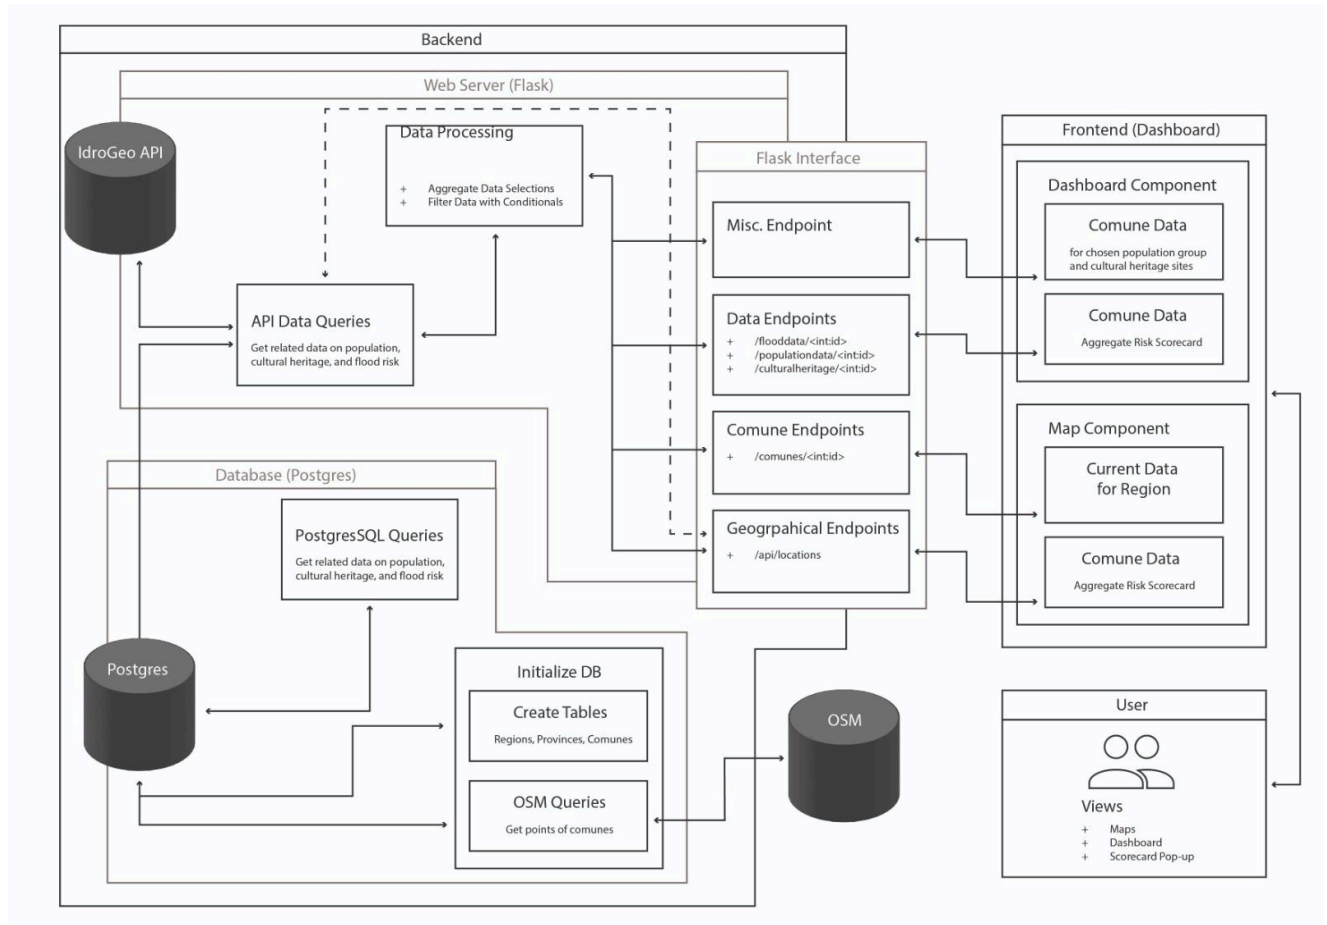 Backend
Web Server (Flask)
IdroGeo API
Data Processing
+ Aggregate Data Selections
+ Filter Data with Conditionals
API Data Queries
Get related data on population,
cultural heritage, and flood risk
Flask Interface
Misc. Endpoint
Data Endpoints
+ /flooddata/<int:id>
+ /populationdata/<int:id>
+ /culturalheritage/<int:id>
Comune Endpoints
+ /comunes/<int:id>
Geogrpahical Endpoints
+ /api/locations
Frontend (Dashboard)
Dashboard Component
Comune Data
for chosen population group
and cultural heritage sites
Comune Data
Aggregate Risk Scorecard
Map Component
Current Data
for Region
Comune Data
Aggregate Risk Scorecard
Database (Postgres)
PostgresSQL Queries
Get related data on population,
cultural heritage, and flood risk
Postgres
Initialize DB
Create Tables
Regions, Provinces, Comunes
OSM Queries
Get points of comunes
OSM
User
Views
+ Maps
+ Dashboard
+ Scorecard Pop-up